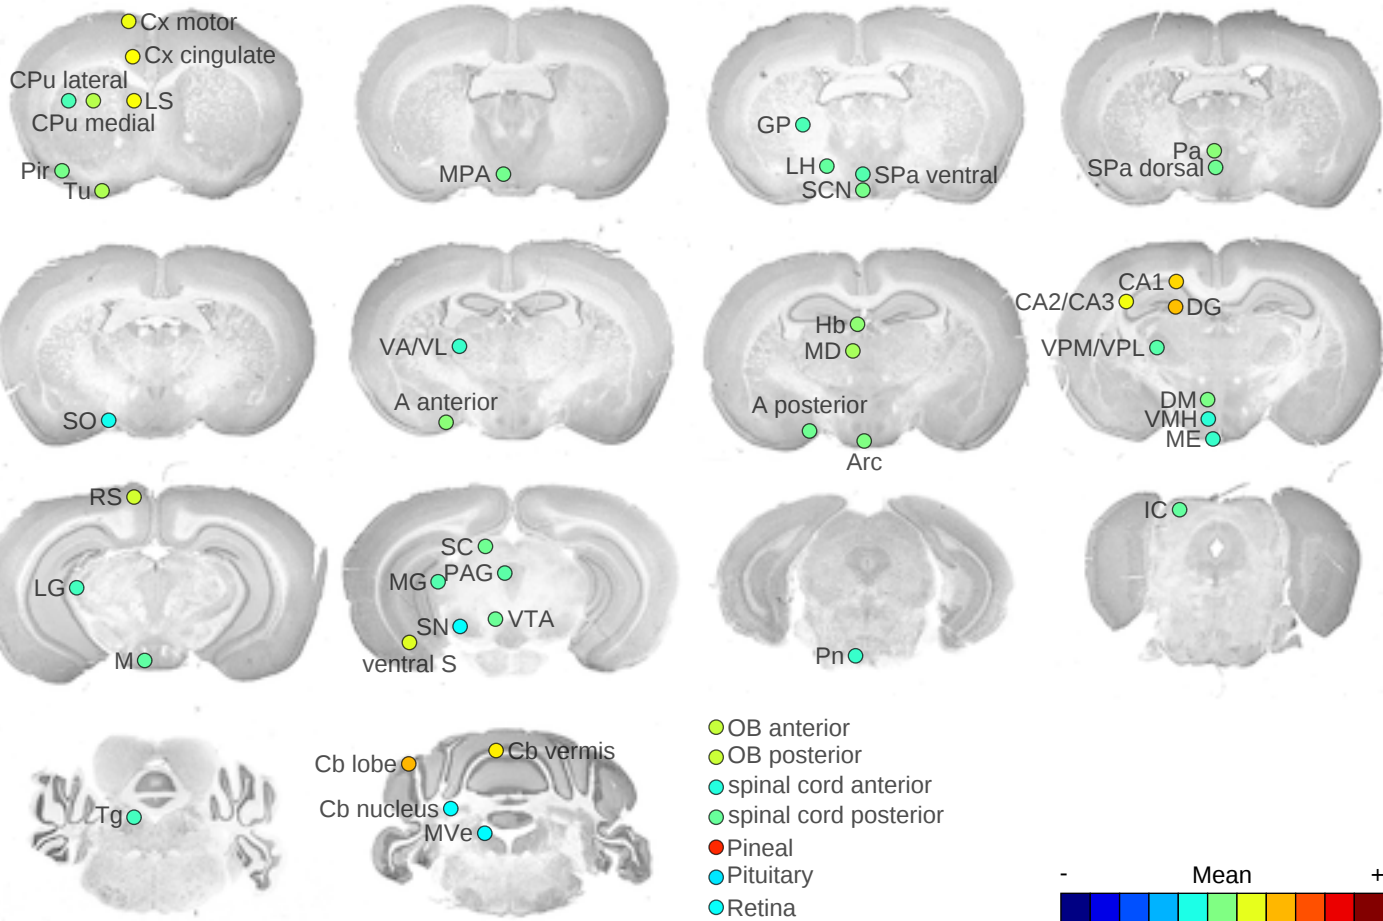 Cx motor
Cx cingulate
CPu lateral
LS
CPu medial
Pir
Tu
MPA
GP
LH
SPa ventral
SCN
Pa
SPa dorsal
SO
VA/VL
A anterior
Hb
MD
A posterior
Arc
CA1
CA2/CA3
DG
VPM/VPL
DM
VMH
ME
RS
LG
M
SC
PAG
MG
VTA
SN
ventral S
Pn
IC
Tg
Cb vermis
Cb lobe
Cb nucleus
MVe
OB anterior
OB posterior
spinal cord anterior
spinal cord posterior
Pineal
Pituitary
Retina
- Mean +